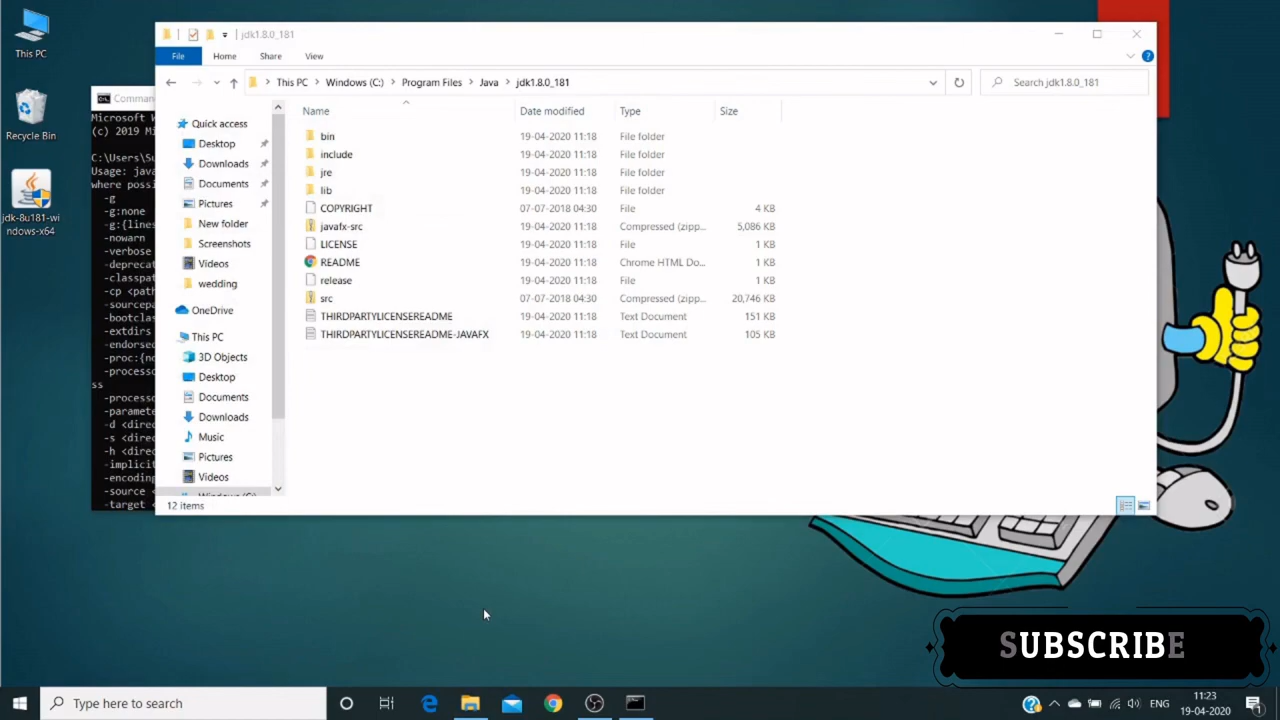 This PC
Recycle Bin
jdk-8u181-wi
ndows-x64
Comman
Microsoft W
(c) 2019 Mi
C:\Users\Su
Usage: java
where possi
-g
-g:none
-g:{lines
-nowarn
-verbose
-deprecat
-classpat
-cp <path
-sourcepa
-bootclas
-extdirs
-endorsed
-proc:{no
-processo
ss
-processo
-paramete
-d <direc
-s <direc
-h <direc
-implicit
-encoding
-source <
-target <
jdk1.8.0_181
File Home Share View
This PC > Windows (C:) > Program Files > Java > jdk1.8.0_181
Search jdk1.8.0_181
Quick access
Desktop
Downloads
Documents
Pictures
New folder
Screenshots
Videos
wedding
OneDrive
This PC
3D Objects
Desktop
Documents
Downloads
Music
Pictures
Videos
Windows (C:)
Name Date modified Type Size
bin 19-04-2020 11:18 File folder
include 19-04-2020 11:18 File folder
jre 19-04-2020 11:18 File folder
lib 19-04-2020 11:18 File folder
COPYRIGHT 07-07-2018 04:30 File 4 KB
javafx-src 19-04-2020 11:18 Compressed (zipp... 5,086 KB
LICENSE 19-04-2020 11:18 File 1 KB
README 19-04-2020 11:18 Chrome HTML Do... 1 KB
release 19-04-2020 11:18 File 1 KB
src 07-07-2018 04:30 Compressed (zipp... 20,746 KB
THIRDPARTYLICENSEREADME 19-04-2020 11:18 Text Document 151 KB
THIRDPARTYLICENSEREADME-JAVAFX 19-04-2020 11:18 Text Document 105 KB
12 items
SUBSCRIBE
Type here to search
ENG
11:23
19-04-2020
1